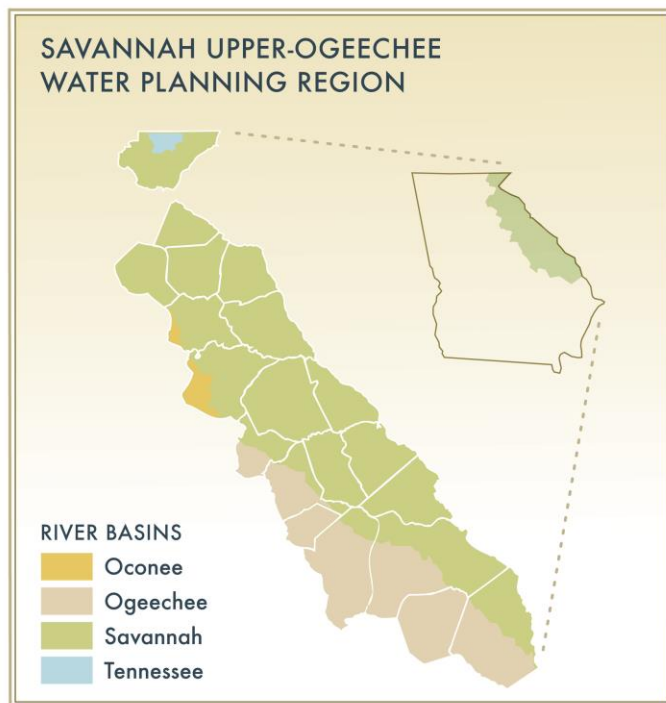 SAVANNAH UPPER-OGEECHEE
WATER PLANNING REGION
RIVER BASINS
Oconee
Ogeechee
Savannah
Tennessee